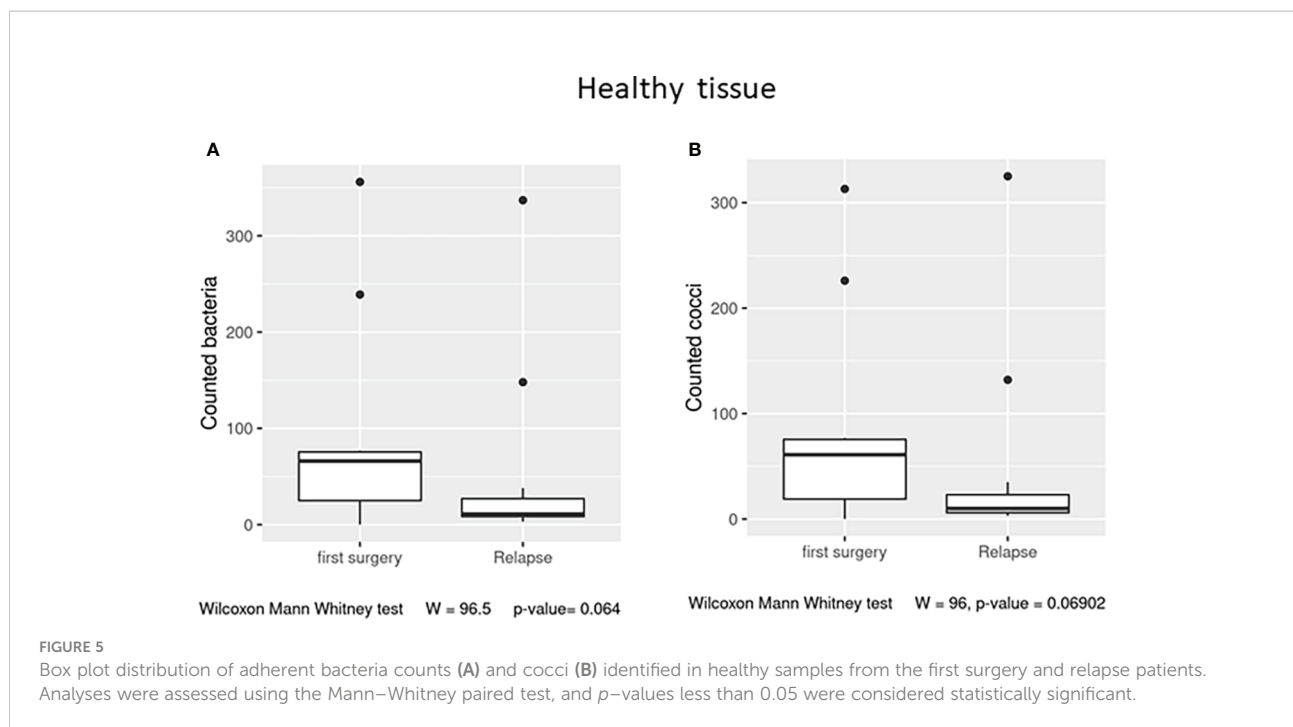 Healthy tissue
A
Counted bacteria
300
200
100
0
first surgery
Relapse
Wilcoxon Mann Whitney test W = 96.5 p-value= 0.064
B
Counted cocci
300
200
100
0
first surgery
Relapse
Wilcoxon Mann Whitney test W = 96, p-value = 0.06902
FIGURE 5
Box plot distribution of adherent bacteria counts (A) and cocci (B) identified in healthy samples from the first surgery and relapse patients.
Analyses were assessed using the Mann–Whitney paired test, and p–values less than 0.05 were considered statistically significant.